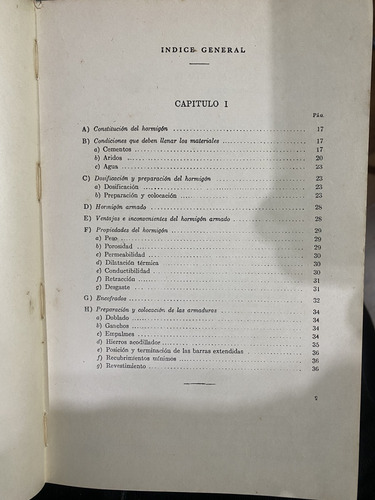 INDICE GENERAL
CAPITULO I
Pág.
A) Constitución del hormigón 17
B) Condiciones que deben llenar los materiales 17
a) Cementos 17
b) Aridos 20
c) Agua 23
C) Dosificación y preparación del hormigón 23
a) Dosificación 23
b) Preparación y colocación 23
D) Hormigón armado 28
E) Ventajas e inconvenientes del hormigón armado 28
F) Propiedades del hormigón 29
a) Peso 29
b) Porosidad 29
c) Permeabilidad 30
d) Dilatación térmica 30
e) Conductibilidad 30
f) Retracción 31
g) Desgaste 31
G) Encofrados 32
H) Preparación y colocación de las armaduras 34
a) Doblado 34
b) Ganchos 34
c) Empalmes 34
d) Hierros acodillados 35
e) Posición y terminación de las barras extendidas 36
f) Recubrimientos mínimos 36
g) Revestimiento 36